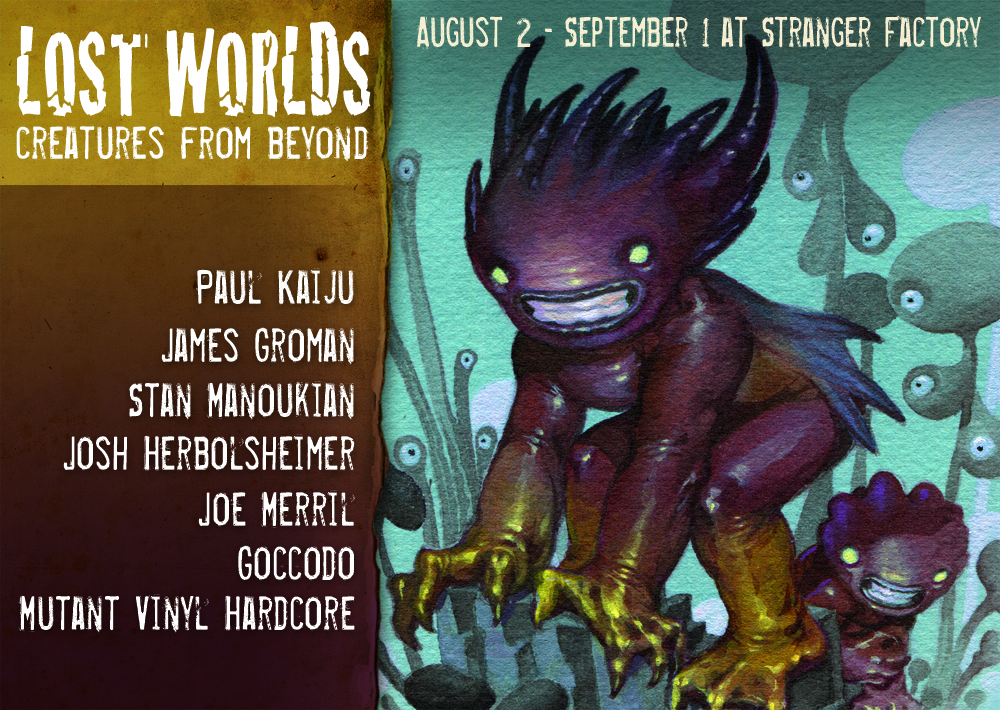 LOST WORLDS
CREATURES FROM BEYOND
AUGUST 2 - SEPTEMBER 1 AT STRANGER FACTORY
PAUL KAIJU
JAMES GROMAN
STAN MANOUKIAN
JOSH HERBOLSHEIMER
JOE MERRIL
GOCCODO
MUTANT VINYL HARDCORE